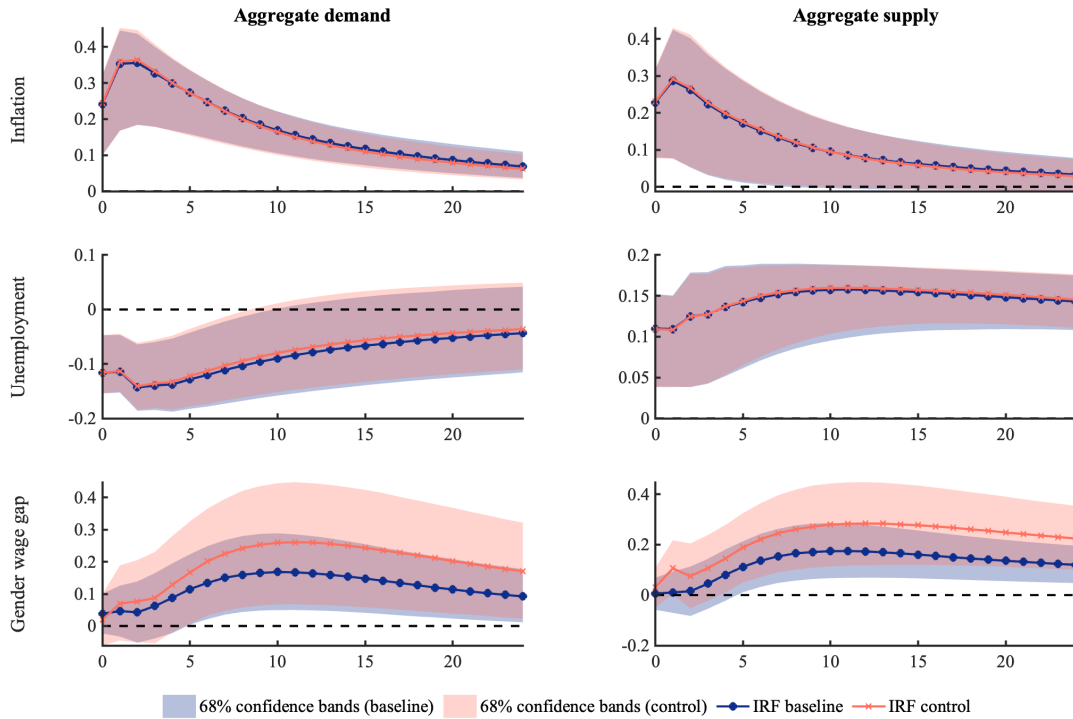 Aggregate demand
Aggregate supply
Inflation
0.4
0.3
0.2
0.1
0
0 5 10 15 20
0.4
0.3
0.2
0.1
0
0 5 10 15 20
Unemployment
0.1
0
-0.1
-0.2
0 5 10 15 20
0.2
0.15
0.1
0.05
0
0 5 10 15 20
Gender wage gap
0.4
0.3
0.2
0.1
0
0 5 10 15 20
0.4
0.2
0
-0.2
0 5 10 15 20
68% confidence bands (baseline) 68% confidence bands (control) IRF baseline IRF control